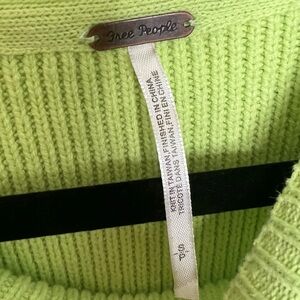 Free People
KNIT IN TAIWAN,FINISHED IN CHINA
TRICOTÉ DANS TAIWAN,FINI EN CHINE
S/P